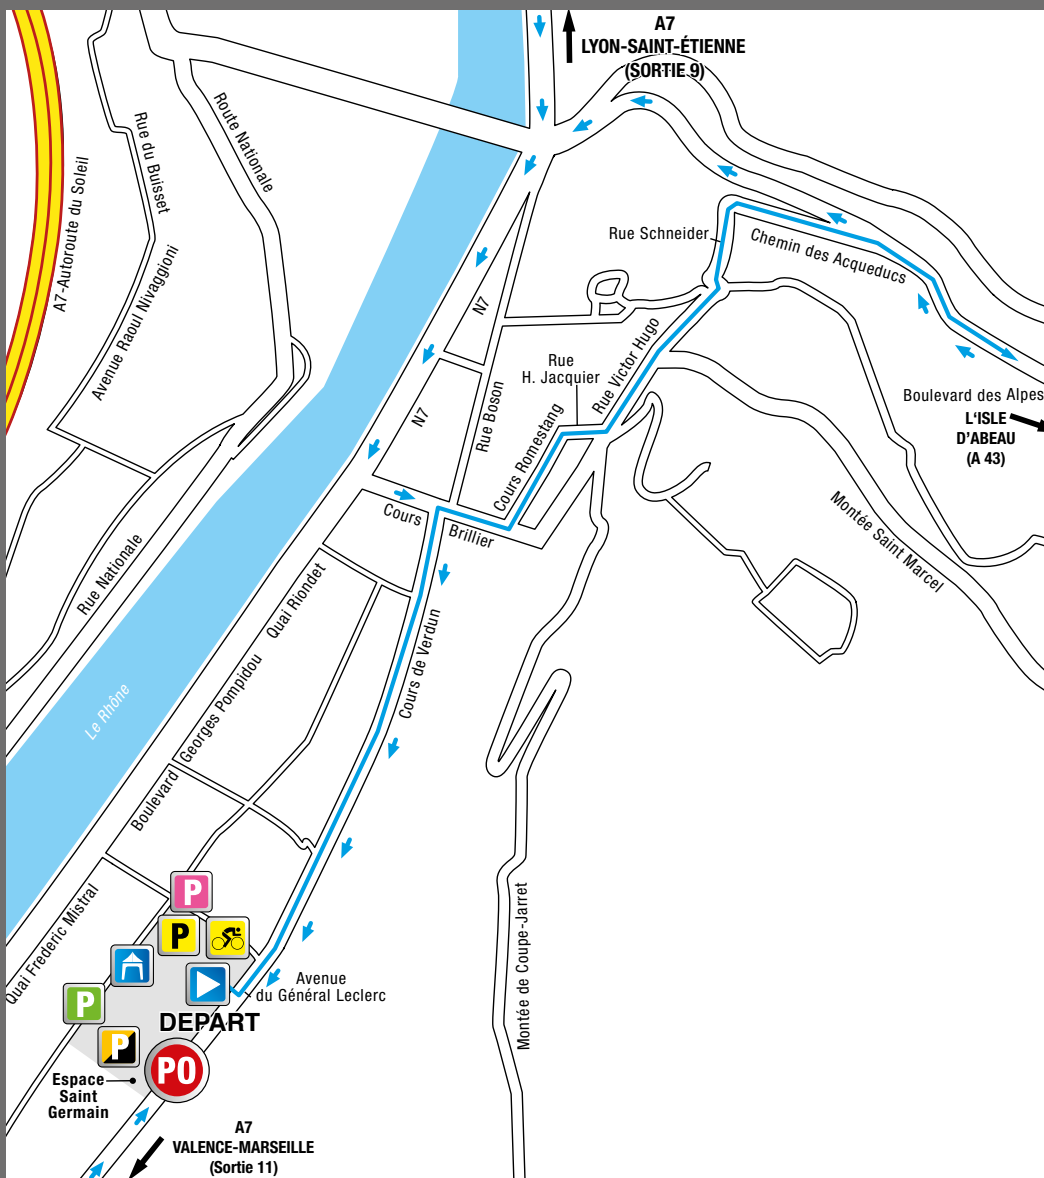 A7
LYON-SAINT-ÉTIENNE
(SORTIE 9)
A7-Autoroute du Soleil
Rue du Buisset
Route Nationale
Avenue Raoul Nivaggioni
Rue Schneider
Chemin des Acqueducs
N7
Rue Victor Hugo
Rue
H. Jacquier
Rue Boson
N7
Cours Romestang
Boulevard des Alpes
L'ISLE
D'ABEAU
(A 43)
Cours
Brillier
Montée Saint Marcel
Rue Nationale
Quai Riondet
Cours de Verdun
Georges Pompidou
Le Rhône
Boulevard
Quai Frederic Mistral
Montée de Coupe-Jarret
P
P
P
P
Avenue
du Général Leclerc
DEPART
PO
Espace
Saint
Germain
A7
VALENCE-MARSEILLE
(Sortie 11)